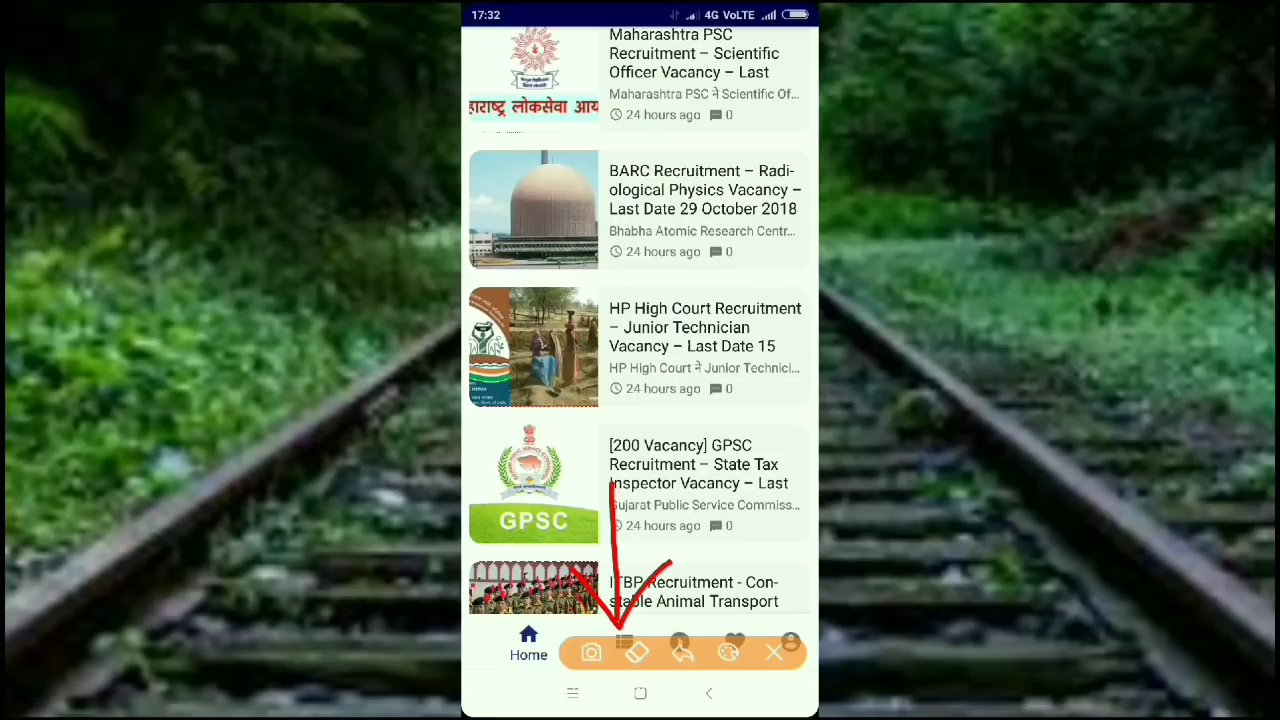 17:32
4G VoLTE
Maharashtra PSC
Recruitment – Scientific
Officer Vacancy – Last
Maharashtra PSC ने Scientific Of...
24 hours ago 0
हाराष्ट्र लोकसेवा आय
BARC Recruitment – Radi-
ological Physics Vacancy –
Last Date 29 October 2018
Bhabha Atomic Research Centr...
24 hours ago 0
HP High Court Recruitment
– Junior Technician
Vacancy – Last Date 15
HP High Court ने Junior Technici...
24 hours ago 0
[200 Vacancy] GPSC
Recruitment – State Tax
Inspector Vacancy – Last
Gujarat Public Service Commiss...
24 hours ago 0
GPSC
ITBP Recruitment - Con-
stable Animal Transport
Home